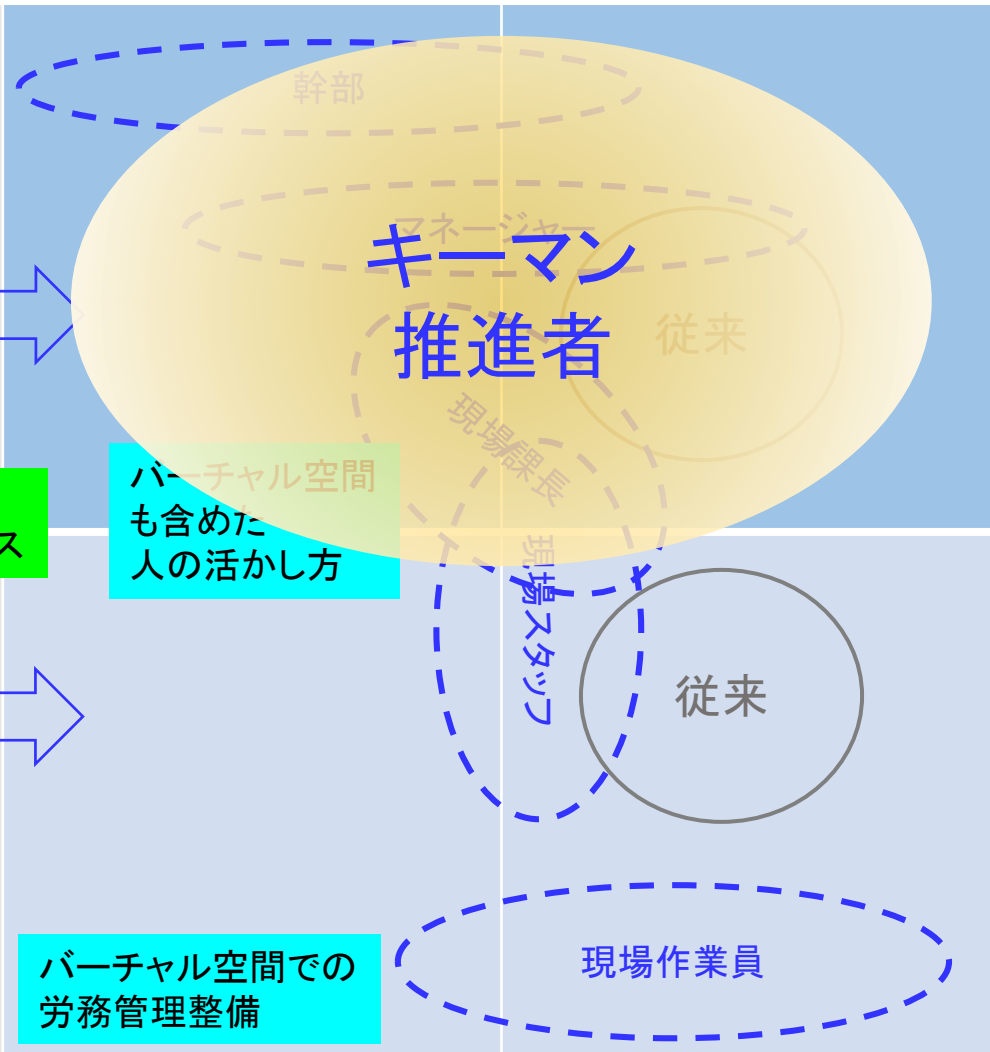 幹部
マネージャー
キーマン
推進者
従来
現場課長
バーチャル空間
も含めた
人の活かし方
ス
現場スタッフ
従来
現場作業員
バーチャル空間での
労務管理整備